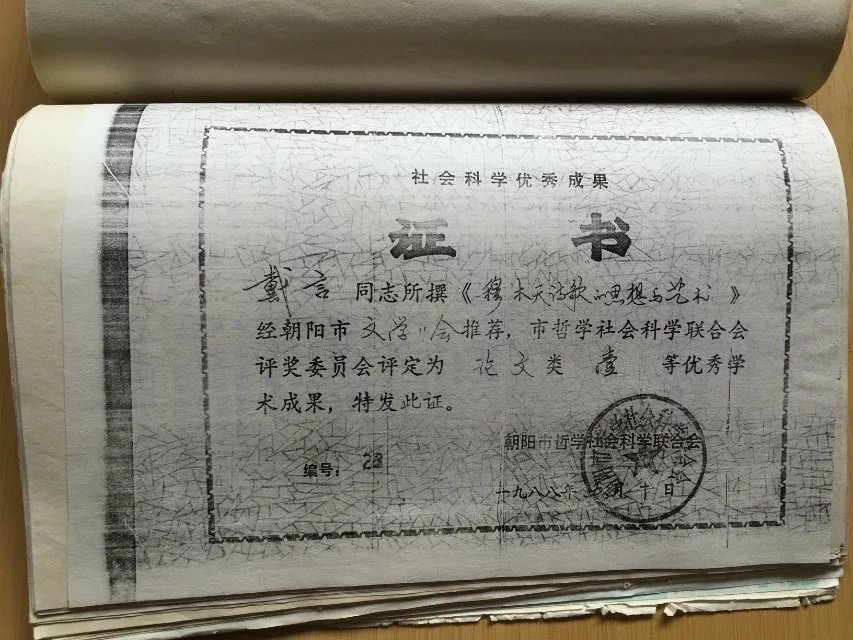 社会科学优秀成果
证书
戴言 同志所撰《穆木天诗歌的思想与艺术》
经朝阳市文学学会推荐，市哲学社会科学联合会
评奖委员会评定为 论文类 壹 等优秀学
术成果，特发此证。
朝阳市哲学社会科学联合会
编号：23
一九八八年 月十日